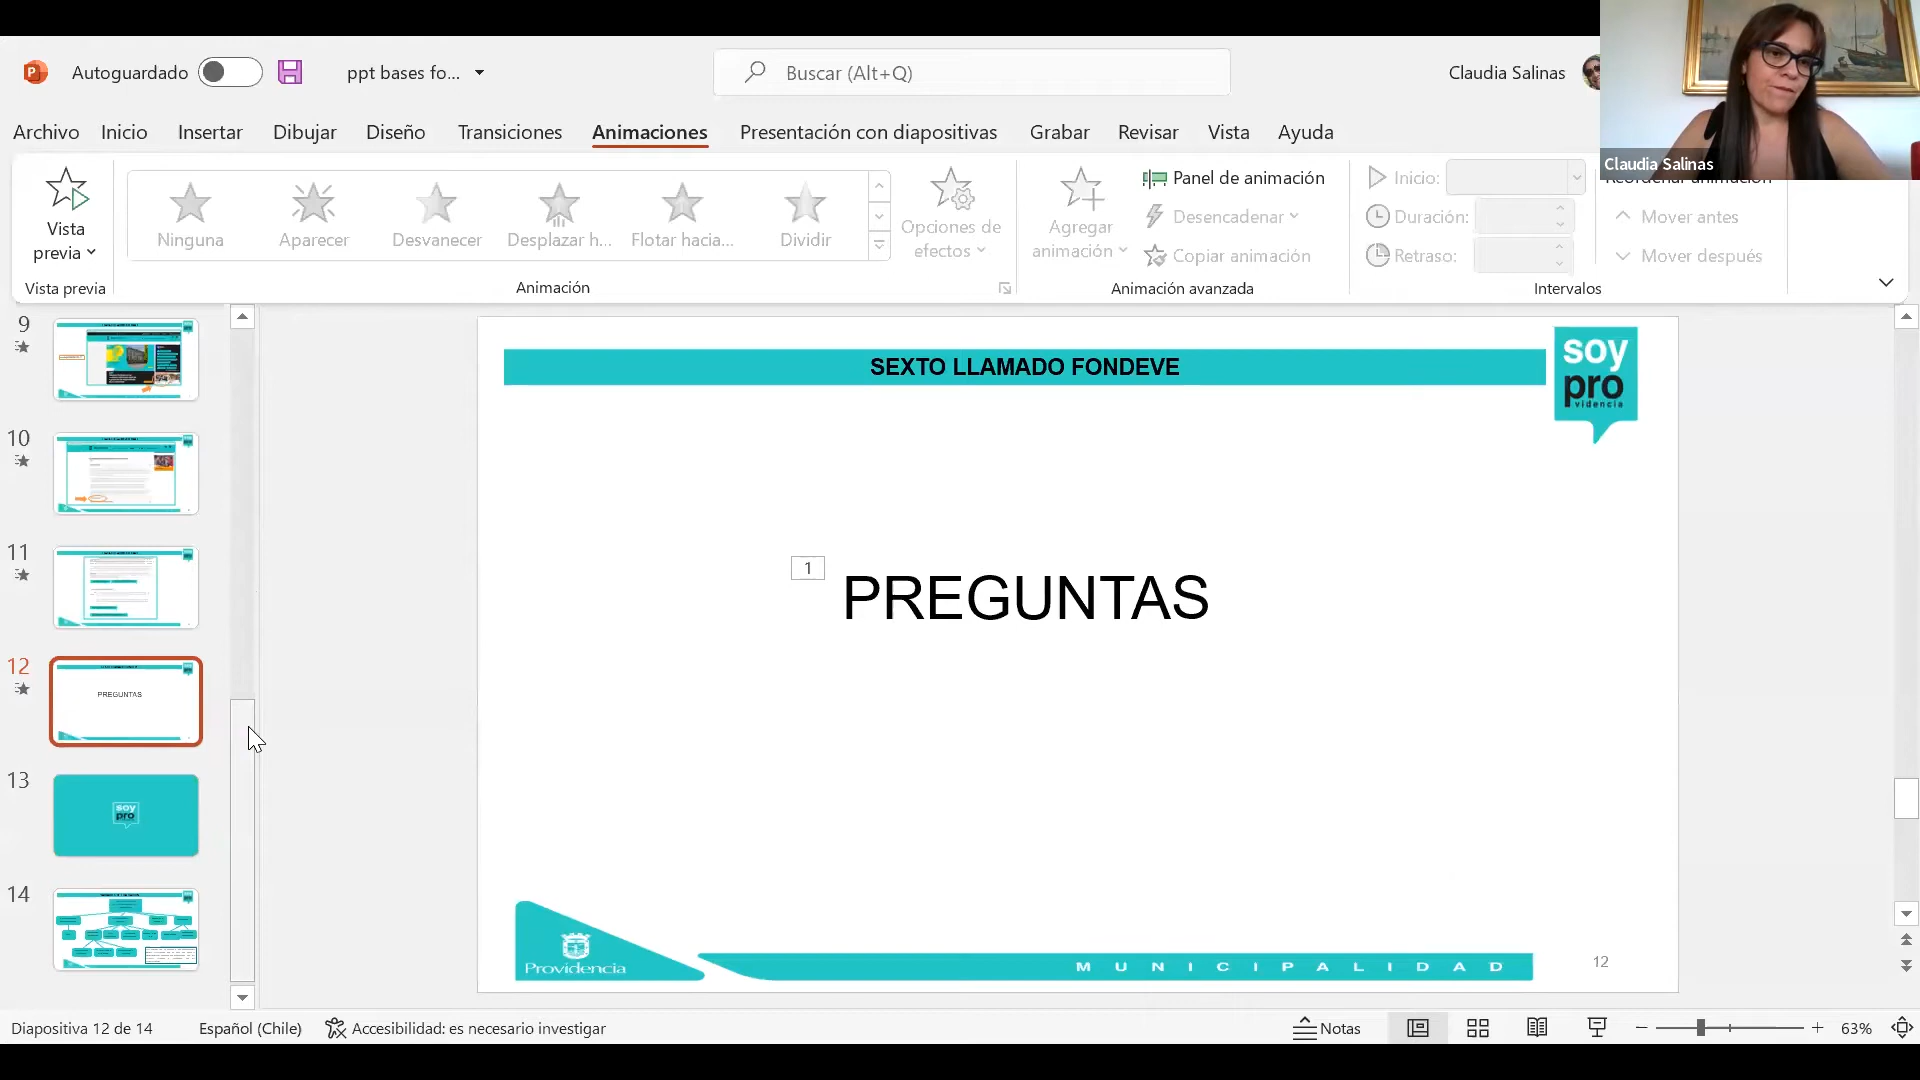 Autoguardado
ppt bases fo...
Buscar (Alt+Q)
Claudia Salinas
Archivo Inicio Insertar Dibujar Diseño Transiciones Animaciones Presentación con diapositivas Grabar Revisar Vista Ayuda
Claudia Salinas
Vista previa
Vista previa
Ninguna
Aparecer
Desvanecer
Desplazar h...
Flotar hacia...
Dividir
Animación
Opciones de efectos
Agregar animación
Panel de animación
Desencadenar
Copiar animación
Animación avanzada
Inicio:
Duración:
Retraso:
Reordenar animación
Mover antes
Mover después
Intervalos
9
10
11
12
PREGUNTAS
13
soy
pro
14
SEXTO LLAMADO FONDEVE
soy
pro
videncia
1
PREGUNTAS
Providencia
MUNICIPALIDAD
12
Diapositiva 12 de 14
Español (Chile)
Accesibilidad: es necesario investigar
Notas
63%